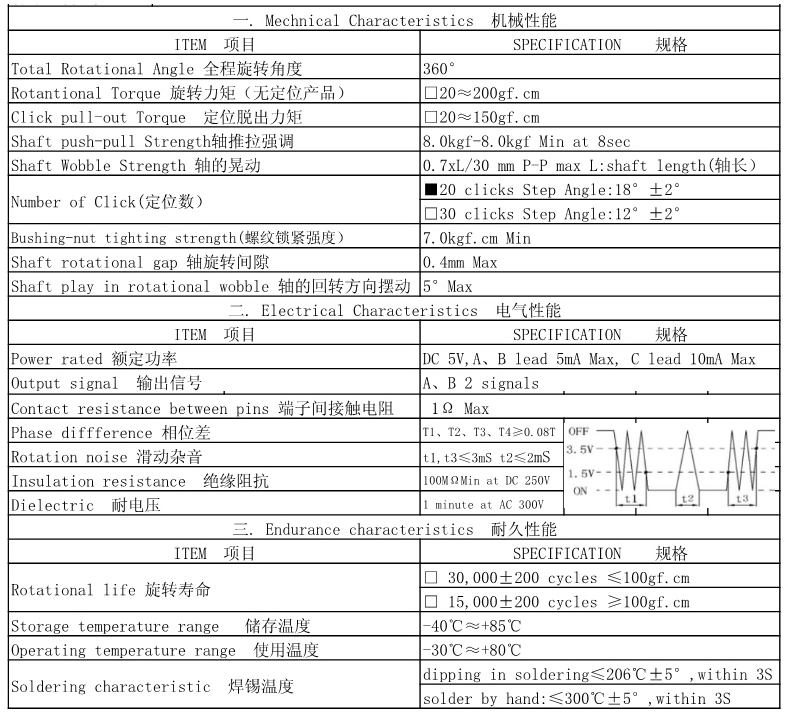 一. Mechnical Characteristics 机械性能
ITEM 项目 SPECIFICATION 规格
Total Rotational Angle 全程旋转角度 360°
Rotantional Torque 旋转力矩（无定位产品） □20≈200gf.cm
Click pull-out Torque 定位脱出力矩 □20≈150gf.cm
Shaft push-pull Strength轴推拉强调 8.0kgf-8.0kgf Min at 8sec
Shaft Wobble Strength 轴的晃动 0.7xL/30 mm P-P max L:shaft length(轴长）
Number of Click(定位数） ■20 clicks Step Angle:18° ±2°
□30 clicks Step Angle:12° ±2°
Bushing-nut tighting strength(螺纹锁紧强度） 7.0kgf.cm Min
Shaft rotational gap 轴旋转间隙 0.4mm Max
Shaft play in rotational wobble 轴的回转方向摆动 5° Max
二. Electrical Characteristics 电气性能
ITEM 项目 SPECIFICATION 规格
Power rated 额定功率 DC 5V,A、B lead 5mA Max, C lead 10mA Max
Output signal 输出信号 A、B 2 signals
Contact resistance between pins 端子间接触电阻 1Ω Max
Phase diffference 相位差 T1、T2、T3、T4≥0.08T OFF
3.5V
Rotation noise 滑动杂音 t1,t3≤3mS t2≤2mS
1.5V
Insulation resistance 绝缘阻抗 100MΩMin at DC 250V
ON
Dielectric 耐电压 1 minute at AC 300V t1 t2 t3
三. Endurance characteristics 耐久性能
ITEM 项目 SPECIFICATION 规格
Rotational life 旋转寿命 □ 30,000±200 cycles ≤100gf.cm
□ 15,000±200 cycles ≥100gf.cm
Storage temperature range 储存温度 -40℃≈+85℃
Operating temperature range 使用温度 -30℃≈+80℃
Soldering characteristic 焊锡温度 dipping in soldering≤206℃±5°,within 3S
solder by hand:≤300℃±5°,within 3S